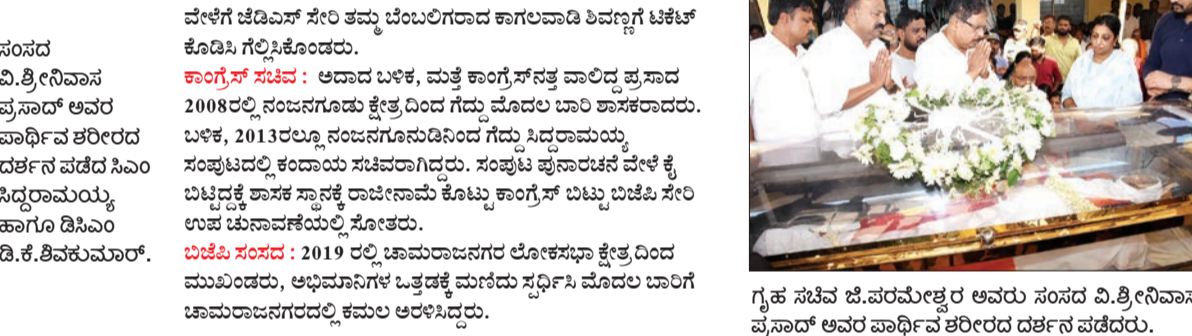 ಸಂಸದ
ವಿ.ಶ್ರೀನಿವಾಸ
ಪ್ರಸಾದ್ ಅವರ
ಪಾರ್ಥಿವ ಶರೀರದ
ದರ್ಶನ ಪಡೆದ ಸಿಎಂ
ಸಿದ್ದರಾಮಯ್ಯ
ಹಾಗೂ ಡಿಸಿಎಂ
ಡಿ.ಕೆ.ಶಿವಕುಮಾರ್.
ವೇಳೆಗೆ ಜೆಡಿಎಸ್ ಸೇರಿ ತಮ್ಮ ಬೆಂಬಲಿಗರಾದ ಕಾಗಲವಾಡಿ ಶಿವಣ್ಣಗೆ ಟಿಕೆಟ್
ಕೊಡಿಸಿ ಗೆಲ್ಲಿಸಿಕೊಂಡರು.
ಕಾಂಗ್ರೆಸ್ ಸಚಿವ : ಅದಾದ ಬಳಿಕ, ಮತ್ತೆ ಕಾಂಗ್ರೆಸ್‌ನತ್ತ ವಾಲಿದ್ದ ಪ್ರಸಾದ
2008ರಲ್ಲಿ ನಂಜನಗೂಡು ಕ್ಷೇತ್ರದಿಂದ ಗೆದ್ದು ಮೊದಲ ಬಾರಿ ಶಾಸಕರಾದರು.
ಬಳಿಕ, 2013ರಲ್ಲೂ ನಂಜನಗೂನುಡಿನಿಂದ ಗೆದ್ದು ಸಿದ್ದರಾಮಯ್ಯ
ಸಂಪುಟದಲ್ಲಿ ಕಂದಾಯ ಸಚಿವರಾಗಿದ್ದರು. ಸಂಪುಟ ಪುನಾರಚನೆ ವೇಳೆ ಕೈ
ಬಿಟ್ಟಿದ್ದಕ್ಕೆ ಶಾಸಕ ಸ್ಥಾನಕ್ಕೆ ರಾಜೀನಾಮೆ ಕೊಟ್ಟು ಕಾಂಗ್ರೆಸ್ ಬಿಟ್ಟು ಬಿಜೆಪಿ ಸೇರಿ
ಉಪ ಚುನಾವಣೆಯಲ್ಲಿ ಸೋತರು.
ಬಿಜೆಪಿ ಸಂಸದ : 2019 ರಲ್ಲಿ ಚಾಮರಾಜನಗರ ಲೋಕಸಭಾ ಕ್ಷೇತ್ರದಿಂದ
ಮುಖಂಡರು, ಅಭಿಮಾನಿಗಳ ಒತ್ತಡಕ್ಕೆ ಮಣಿದು ಸ್ಪರ್ಧಿಸಿ ಮೊದಲ ಬಾರಿಗೆ
ಚಾಮರಾಜನಗರದಲ್ಲಿ ಕಮಲ ಅರಳಿಸಿದ್ದರು.
ಗೃಹ ಸಚಿವ ಜಿ.ಪರಮೇಶ್ವರ ಅವರು ಸಂಸದ ವಿ.ಶ್ರೀನಿವಾಸ
ಪ್ರಸಾದ್ ಅವರ ಪಾರ್ಥಿವ ಶರೀರದ ದರ್ಶನ ಪಡೆದರು.